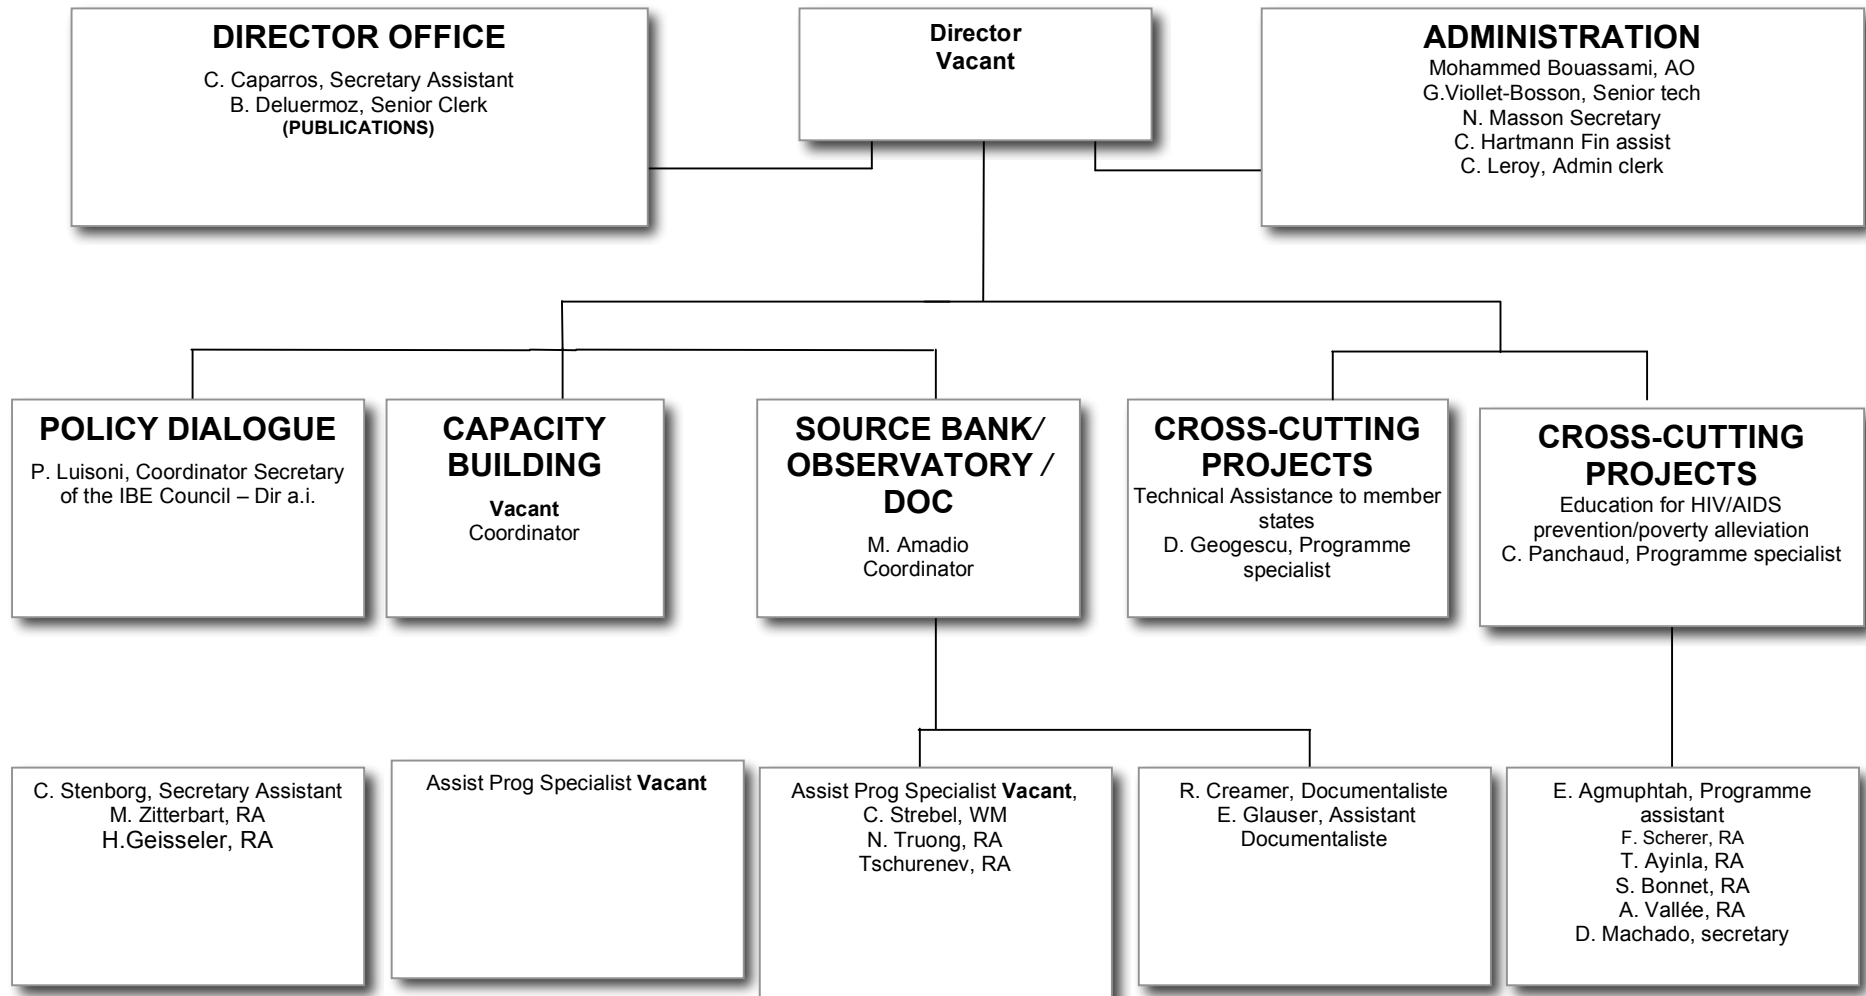 DIRECTOR OFFICE
C. Caparros, Secretary Assistant
B. Deluermoz, Senior Clerk
(PUBLICATIONS)
Director
Vacant
ADMINISTRATION
Mohammed Bouassami, AO
G.Viollet-Bosson, Senior tech
N. Masson Secretary
C. Hartmann Fin assist
C. Leroy, Admin clerk
POLICY DIALOGUE
P. Luisoni, Coordinator Secretary
of the IBE Council – Dir a.i.
CAPACITY
BUILDING
Vacant
Coordinator
SOURCE BANK/
OBSERVATORY /
DOC
M. Amadio
Coordinator
CROSS-CUTTING
PROJECTS
Technical Assistance to member
states
D. Geogescu, Programme
specialist
CROSS-CUTTING
PROJECTS
Education for HIV/AIDS
prevention/poverty alleviation
C. Panchaud, Programme specialist
C. Stenborg, Secretary Assistant
M. Zitterbart, RA
H.Geisseler, RA
Assist Prog Specialist Vacant
Assist Prog Specialist Vacant,
C. Strebel, WM
N. Truong, RA
Tschurenev, RA
R. Creamer, Documentaliste
E. Glauser, Assistant
Documentaliste
E. Agmuphtah, Programme
assistant
F. Scherer, RA
T. Ayinla, RA
S. Bonnet, RA
A. Vallée, RA
D. Machado, secretary